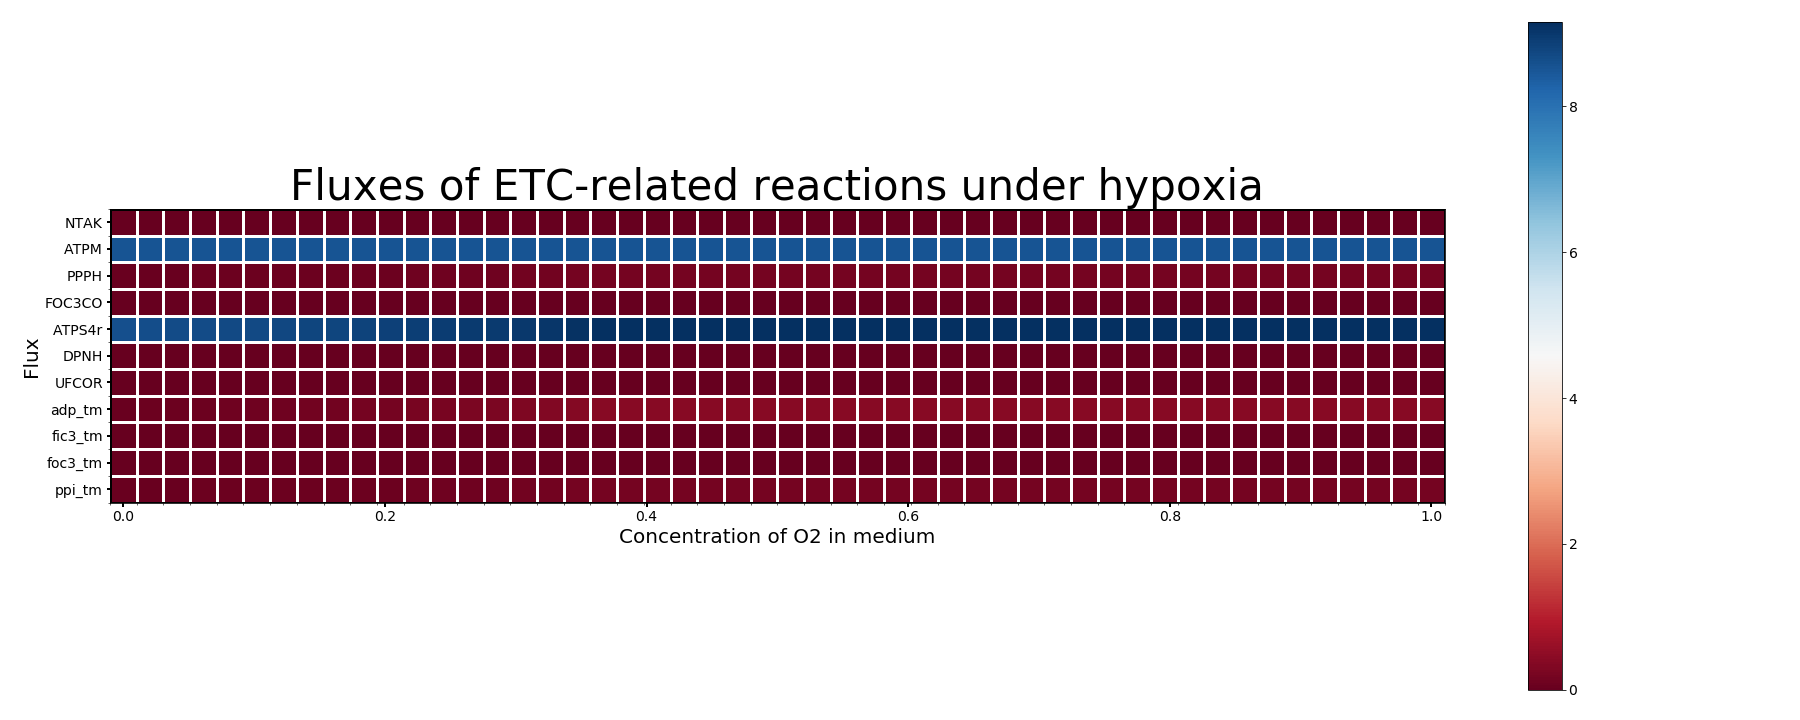 Fluxes of ETC-related reactions under hypoxia
NTAK
ATPM
PPPH
FOC3CO
ATPS4r
DPNH
UFCOR
adp_tm
fic3_tm
foc3_tm
ppi_tm
Flux
0.0 0.2 0.4 0.6 0.8 1.0
Concentration of O2 in medium
8
6
4
2
0